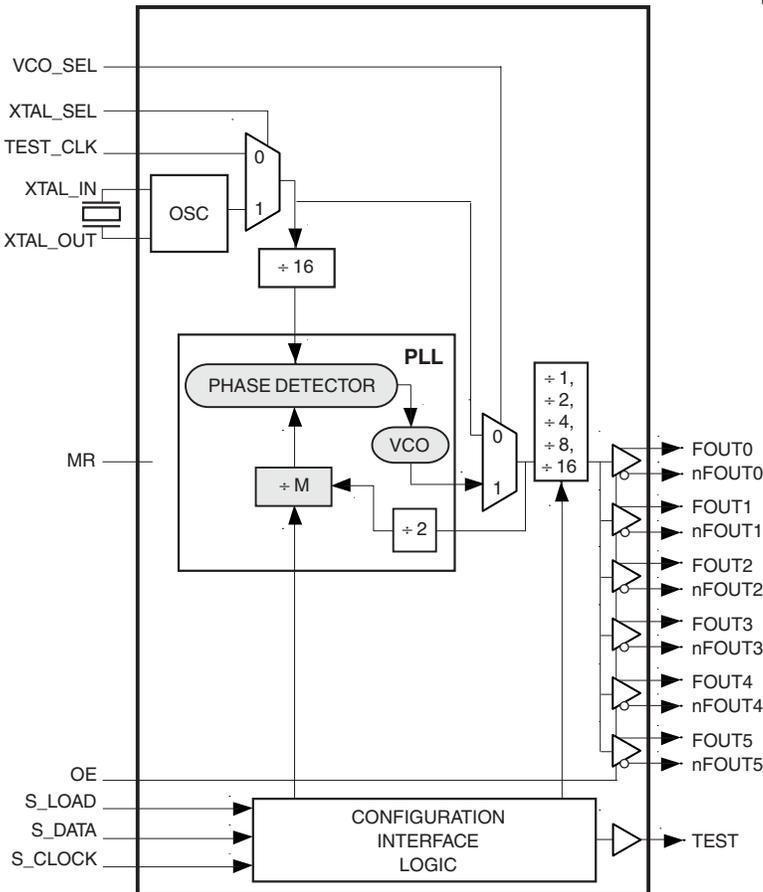 VCO_SEL
XTAL_SEL
TEST_CLK
0
XTAL_IN
OSC
1
XTAL_OUT
÷ 16
PLL
PHASE DETECTOR
÷ 1,
÷ 2,
÷ 4,
÷ 8,
÷ 16
VCO
0
MR
÷ M
1
÷ 2
FOUT0
nFOUT0
FOUT1
nFOUT1
FOUT2
nFOUT2
FOUT3
nFOUT3
FOUT4
nFOUT4
FOUT5
nFOUT5
OE
S_LOAD
S_DATA
S_CLOCK
CONFIGURATION
INTERFACE
LOGIC
TEST